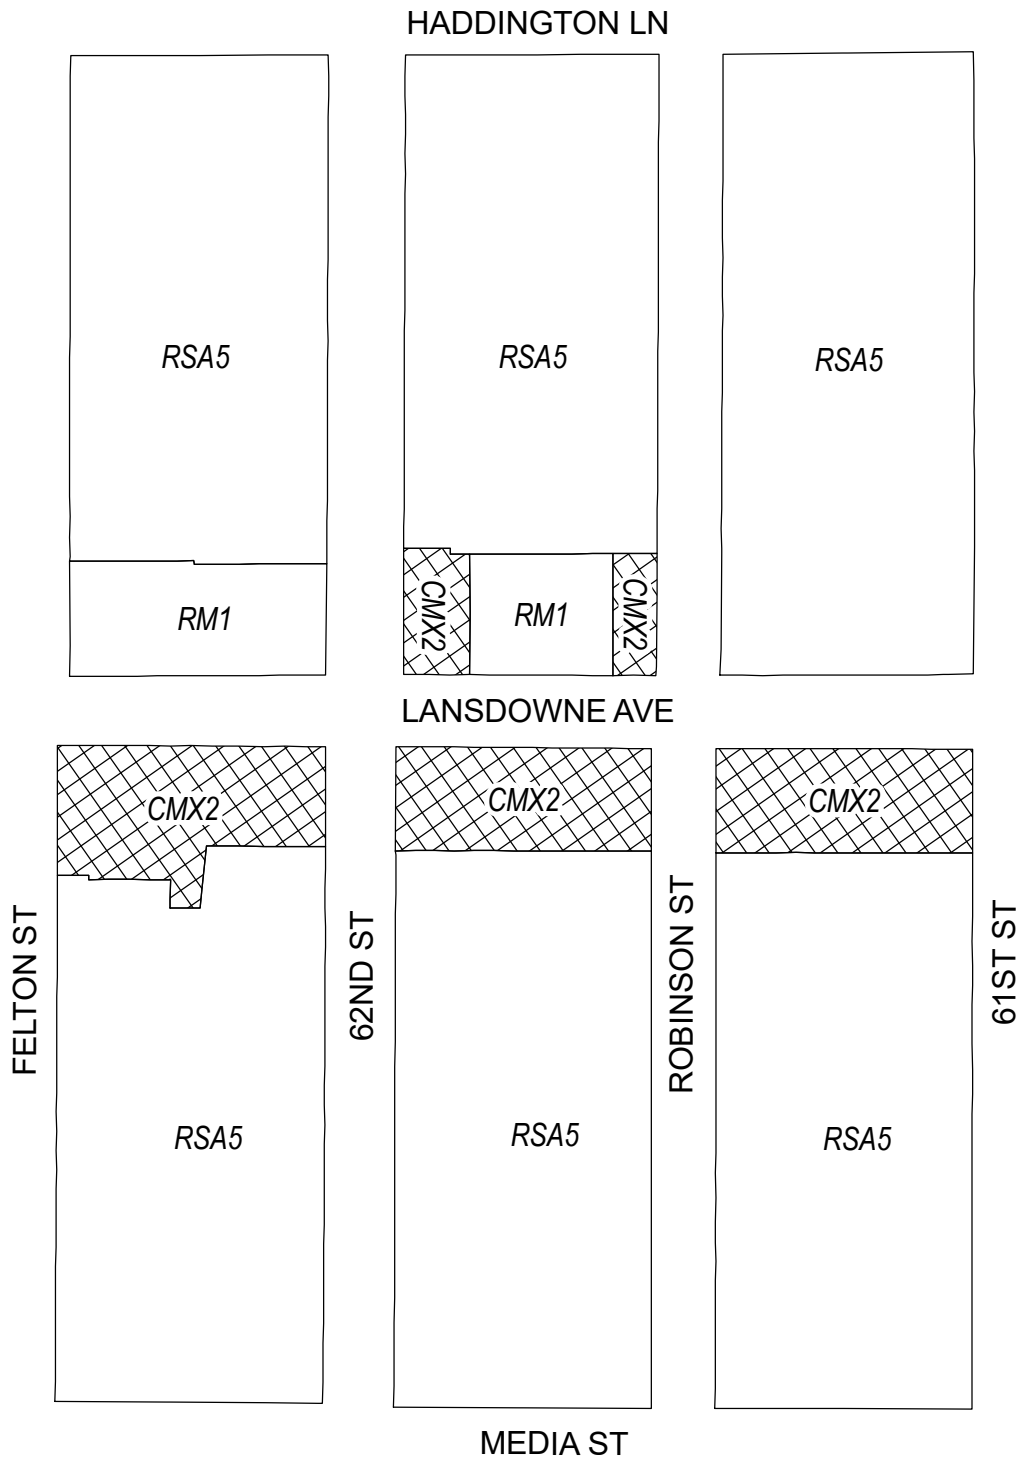 HADDINGTON LN
RSA5
RSA5
RSA5
RM1
CMX2
RM1
CMX2
LANSDOWNE AVE
CMX2
CMX2
CMX2
FELTON ST
62ND ST
ROBINSON ST
61ST ST
RSA5
RSA5
RSA5
MEDIA ST